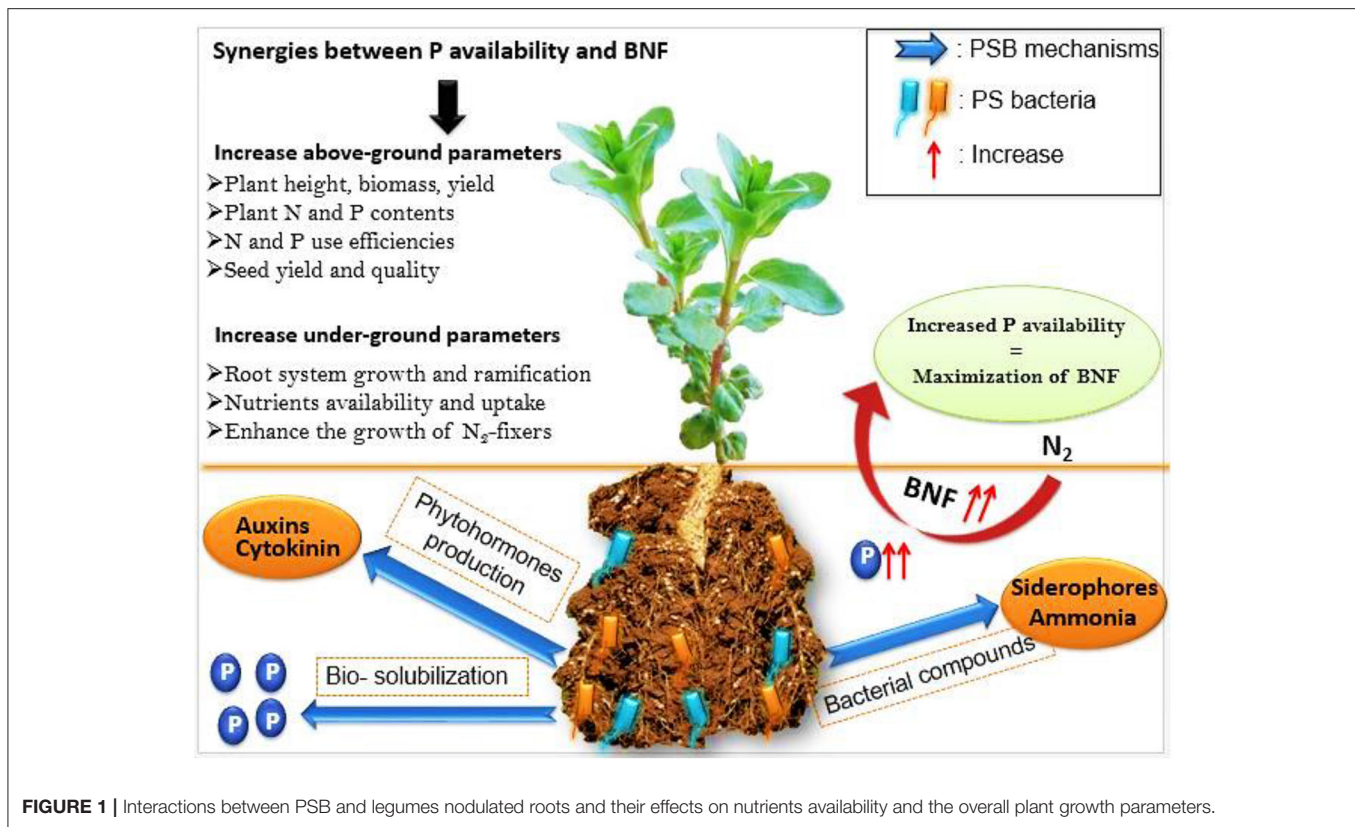 Synergies between P availability and BNF
Increase above-ground parameters
➢Plant height, biomass, yield
➢Plant N and P contents
➢N and P use efficiencies
➢Seed yield and quality
Increase under-ground parameters
➢Root system growth and ramification
➢Nutrients availability and uptake
➢Enhance the growth of N₂-fixers
: PSB mechanisms
: PS bacteria
: Increase
Increased P availability
=
Maximization of BNF
N₂
BNF
P
Auxins
Cytokinin
Phytohormones
production
Siderophores
Ammonia
Bacterial compounds
Bio- solubilization
P P
P P
FIGURE 1 | Interactions between PSB and legumes nodulated roots and their effects on nutrients availability and the overall plant growth parameters.